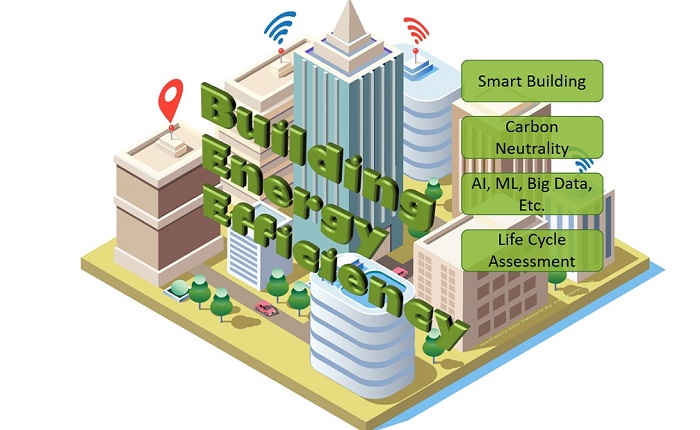 Building
Energy
Efficiency
Smart Building
Carbon
Neutrality
AI, ML, Big Data,
Etc.
Life Cycle
Assessment